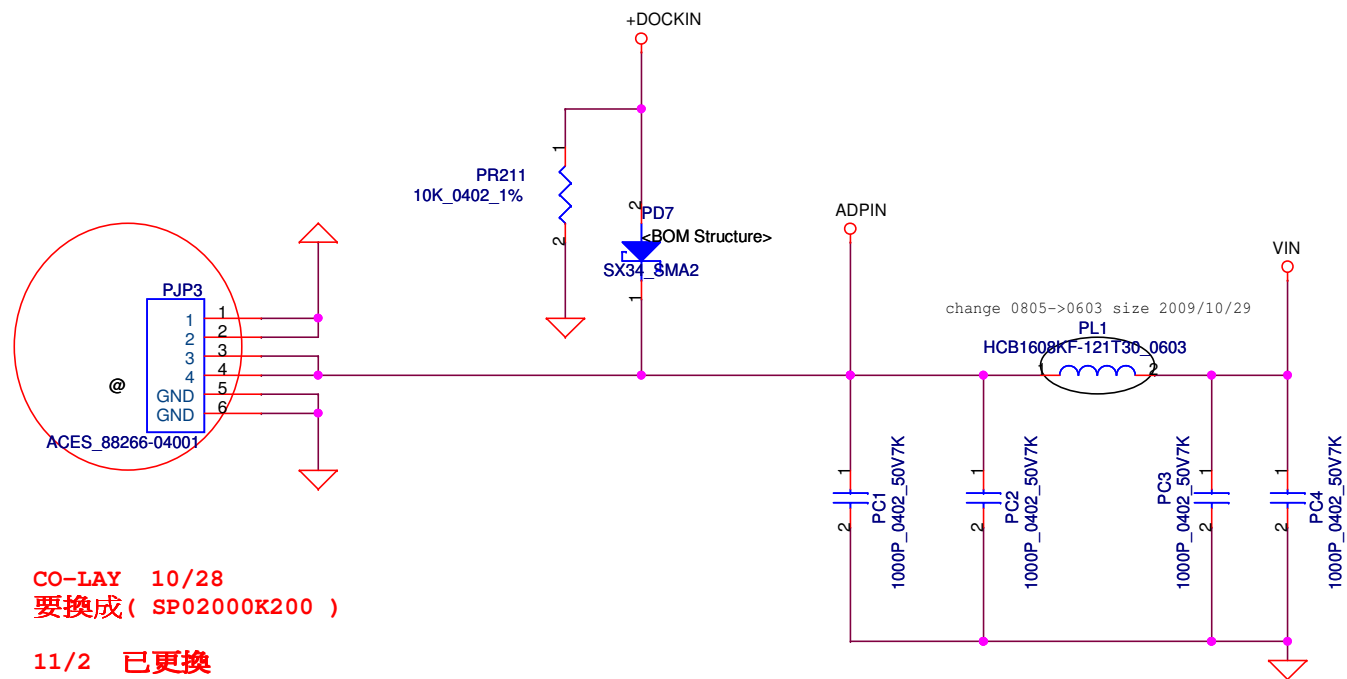 +DOCKIN
1
PR211
10K_0402_1%
2
2
PD7
<BOM Structure>
SX34_SMA2
1
ADPIN
VIN
change 0805->0603 size 2009/10/29
PL1
HCB1608KF-121T30_0603
1
2
PJP3
1 1
2 2
3 3
4 4
GND 5
GND 6
@
ACES_88266-04001
1
2
PC1
1000P_0402_50V7K
1
2
PC2
1000P_0402_50V7K
1
2
PC3
1000P_0402_50V7K
1
2
PC4
1000P_0402_50V7K
CO-LAY 10/28
要換成( SP02000K200 )
11/2 已更換